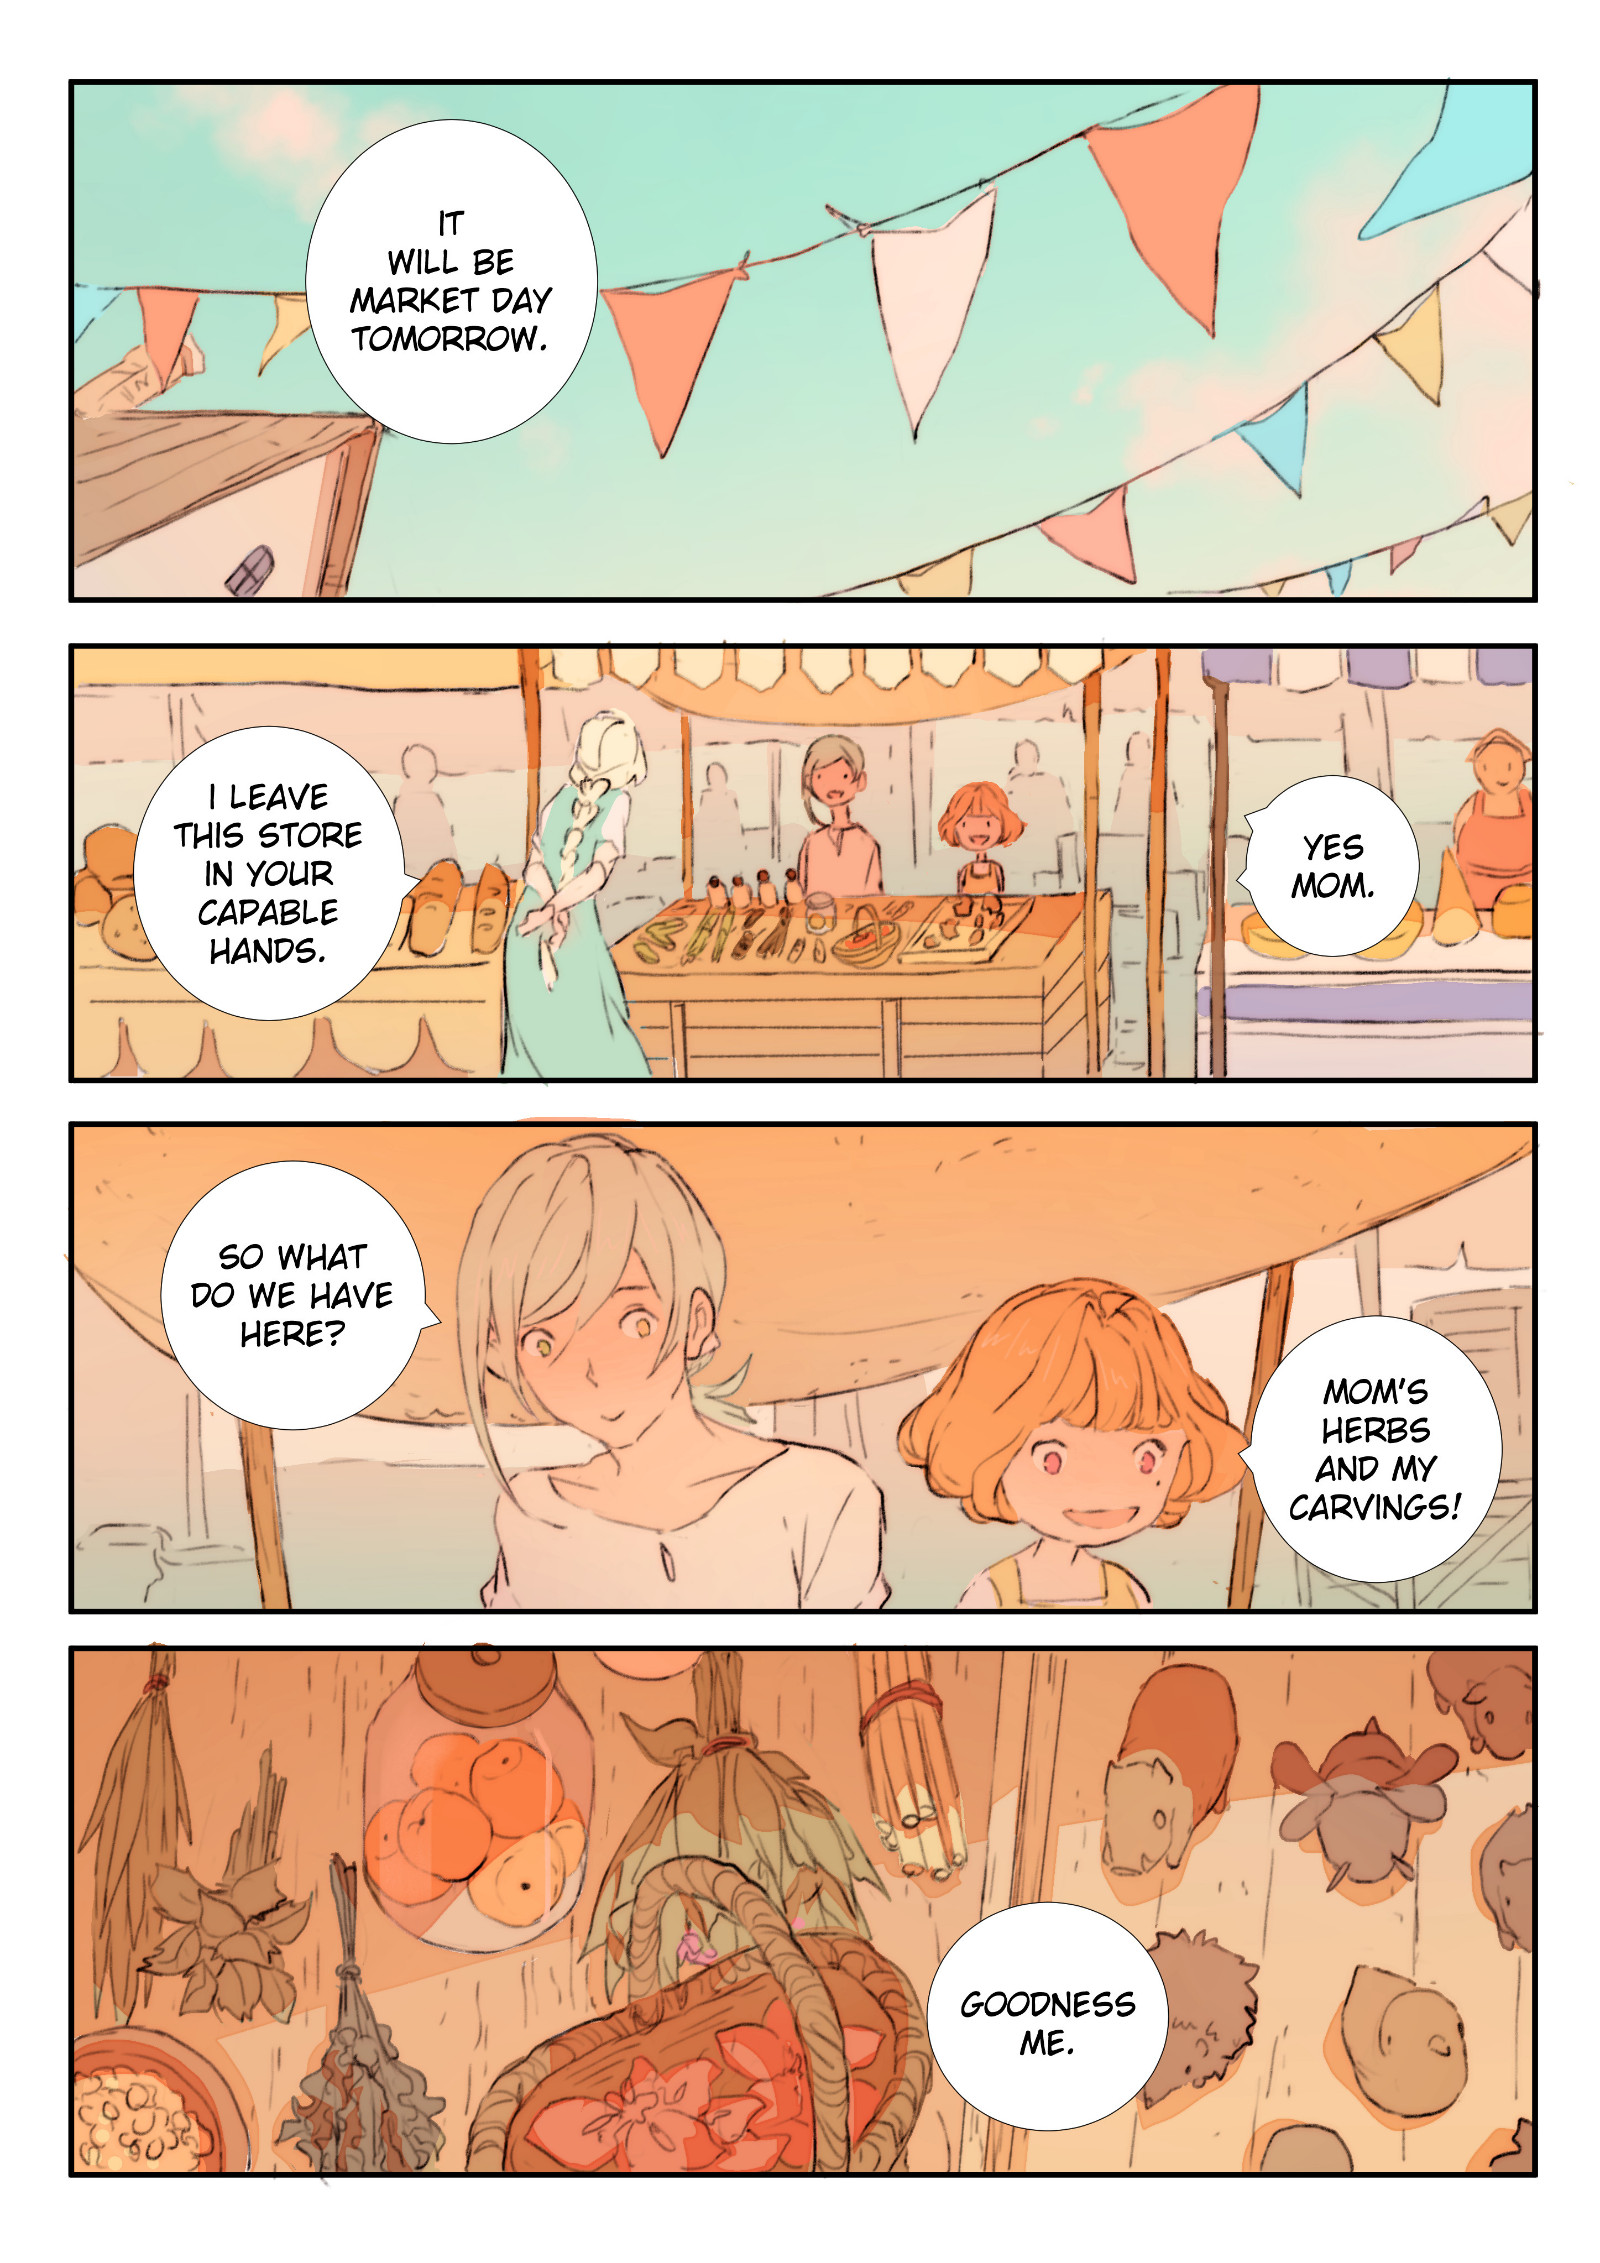 IT
WILL BE
MARKET DAY
TOMORROW.
I LEAVE
THIS STORE
IN YOUR
CAPABLE
HANDS.
YES
MOM.
SO WHAT
DO WE HAVE
HERE?
MOM'S
HERBS
AND MY
CARVINGS!
GOODNESS
ME.